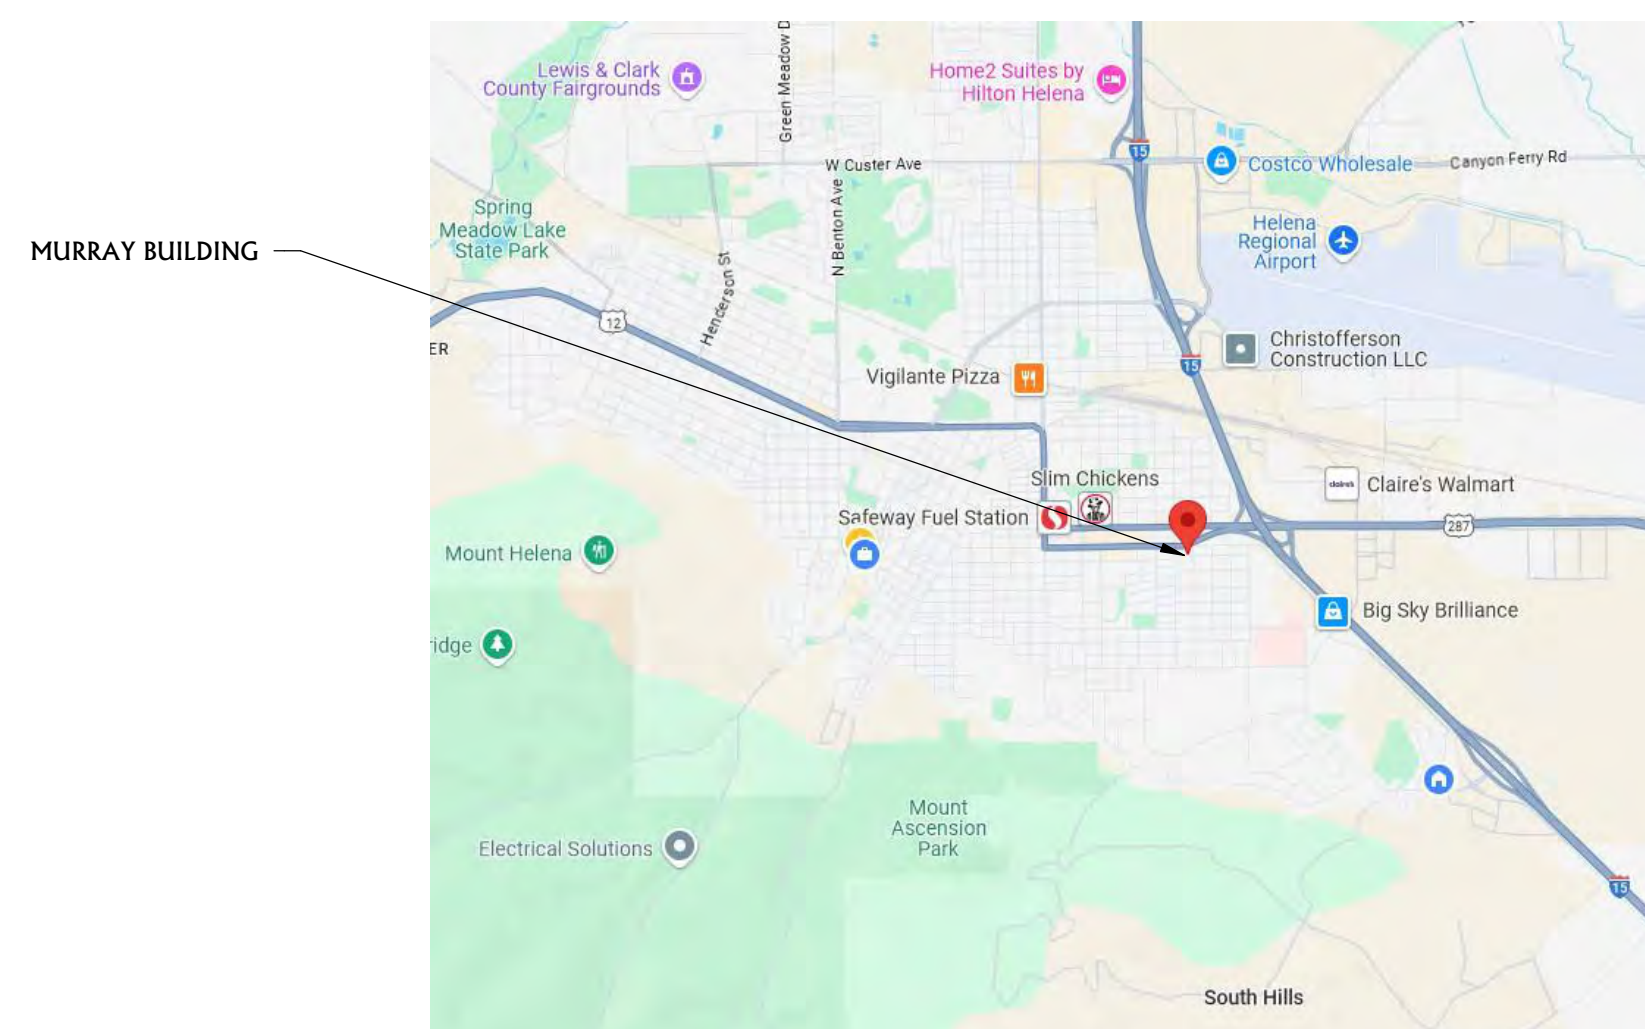 Green Meadow D
Lewis & Clark
County Fairgrounds
Home2 Suites by
Hilton Helena
15
W Custer Ave
Costco Wholesale
Canyon Ferry Rd
Spring
Meadow Lake
State Park
N Benton Ave
Helena
Regional
Airport
MURRAY BUILDING
Henderson St
12
ER
Christofferson
Construction LLC
15
Vigilante Pizza
Slim Chickens
claire's
Claire's Walmart
Safeway Fuel Station
287
Mount Helena
Big Sky Brilliance
ridge
Mount
Ascension
Park
Electrical Solutions
15
South Hills